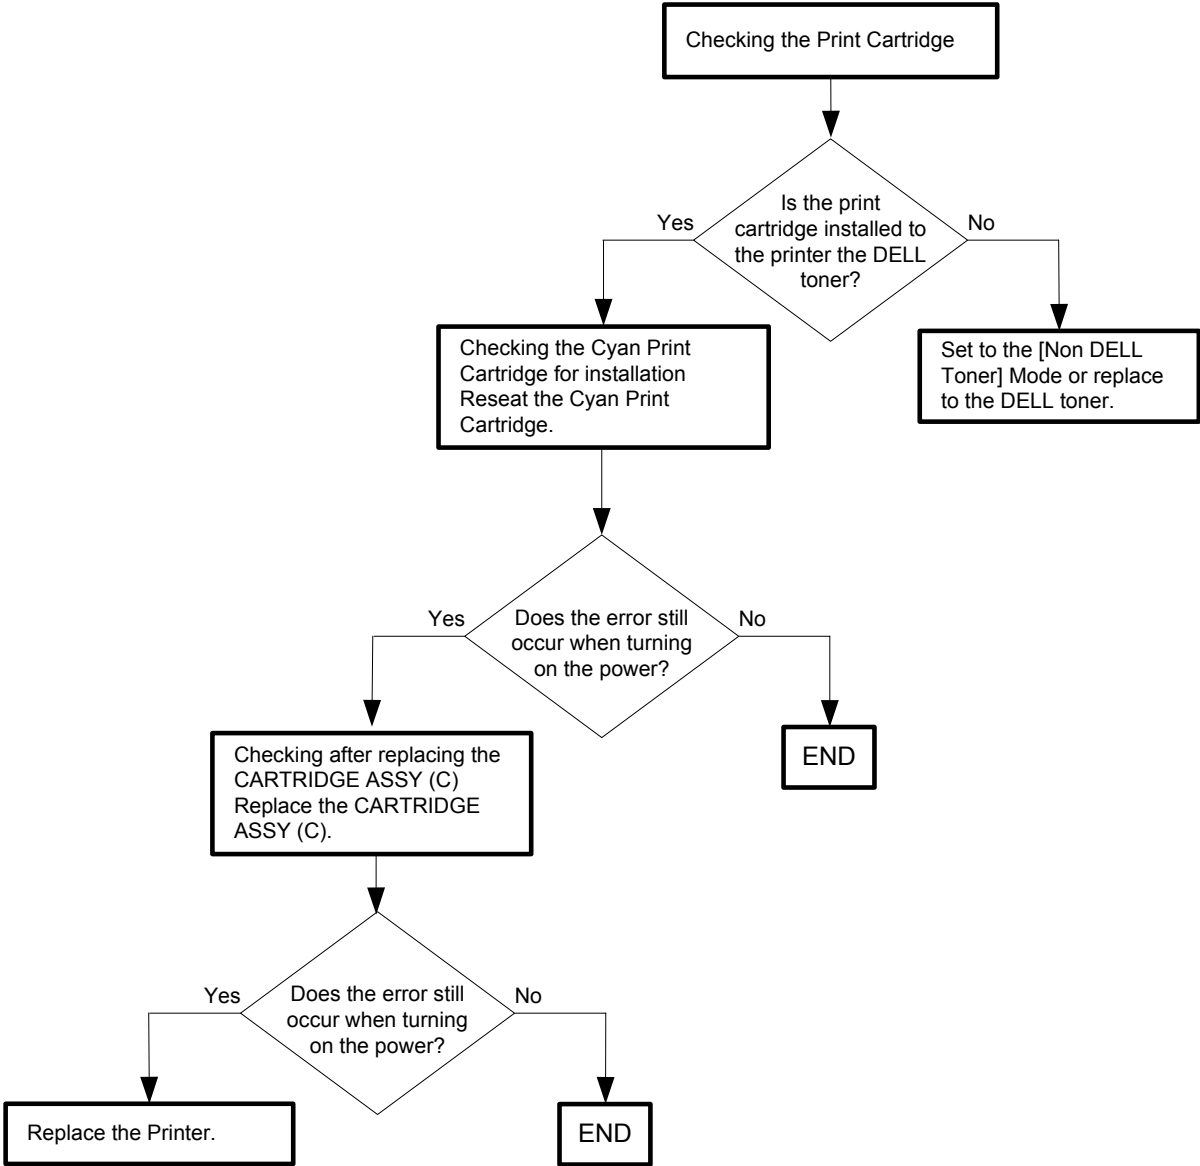 Checking the Print Cartridge
Is the print
cartridge installed to
the printer the DELL
toner?
Yes
No
Checking the Cyan Print
Cartridge for installation
Reseat the Cyan Print
Cartridge.
Set to the [Non DELL
Toner] Mode or replace
to the DELL toner.
Does the error still
occur when turning
on the power?
Yes
No
Checking after replacing the
CARTRIDGE ASSY (C)
Replace the CARTRIDGE
ASSY (C).
END
Does the error still
occur when turning
on the power?
Yes
No
Replace the Printer.
END